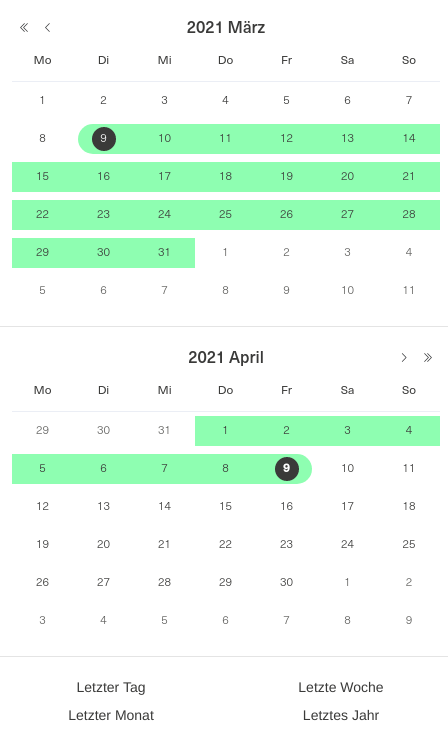 « ‹ 2021 März
Mo Di Mi Do Fr Sa So
1 2 3 4 5 6 7
8 9 10 11 12 13 14
15 16 17 18 19 20 21
22 23 24 25 26 27 28
29 30 31 1 2 3 4
5 6 7 8 9 10 11
2021 April › »
Mo Di Mi Do Fr Sa So
29 30 31 1 2 3 4
5 6 7 8 9 10 11
12 13 14 15 16 17 18
19 20 21 22 23 24 25
26 27 28 29 30 1 2
3 4 5 6 7 8 9
Letzter Tag Letzte Woche
Letzter Monat Letztes Jahr